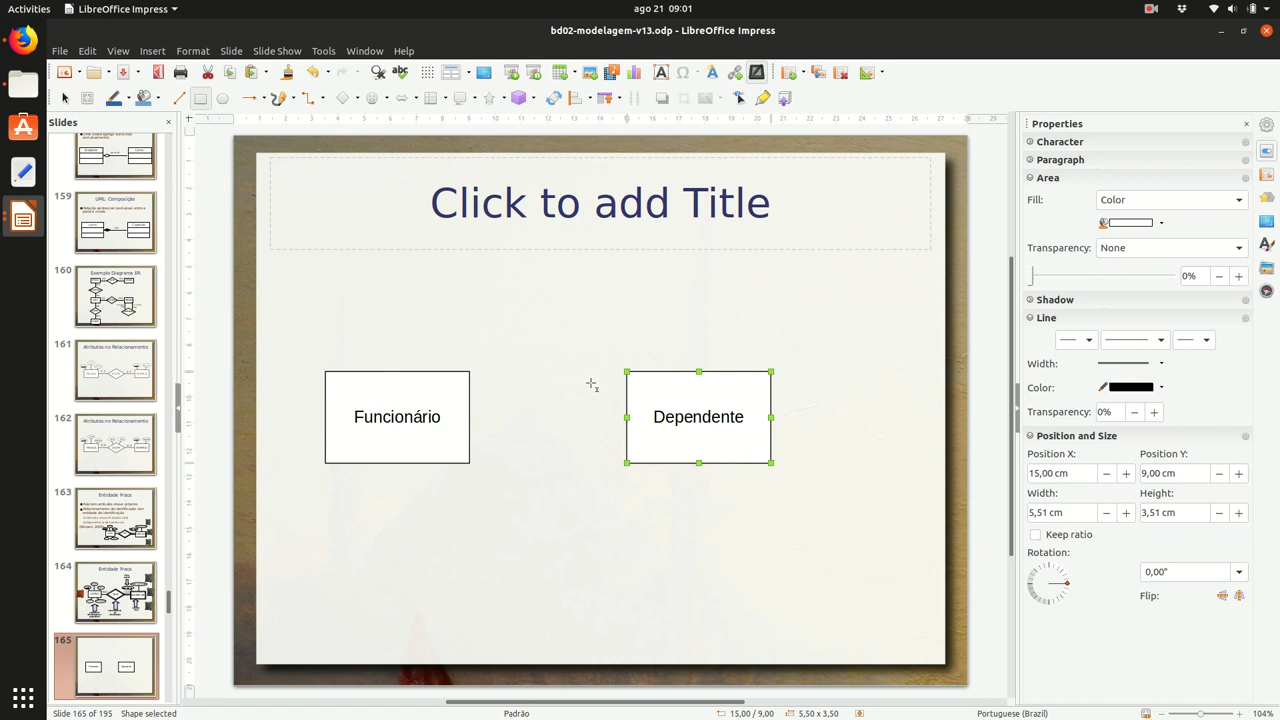 Activities
LibreOffice Impress
ago 21 09:01
bd02-modelagem-v13.odp - LibreOffice Impress
File Edit View Insert Format Slide Slide Show Tools Window Help
Slides
159
UML: Composição
160
Exemplo Diagrama ER
161
Atributos no Relacionamento
162
Atributos no Relacionamento
163
Entidade Fraca
164
Entidade Fraca
165
Click to add Title
Funcionário
Dependente
Properties
Character
Paragraph
Area
Fill:
Color
Transparency:
None
0%
Shadow
Line
Width:
Color:
Transparency:
0%
Position and Size
Position X:
Position Y:
15,00 cm
9,00 cm
Width:
Height:
5,51 cm
3,51 cm
Keep ratio
Rotation:
0,00°
Flip:
Slide 165 of 195
Shape selected
Padrão
15,00 / 9,00
5,50 x 3,50
Portuguese (Brazil)
104%